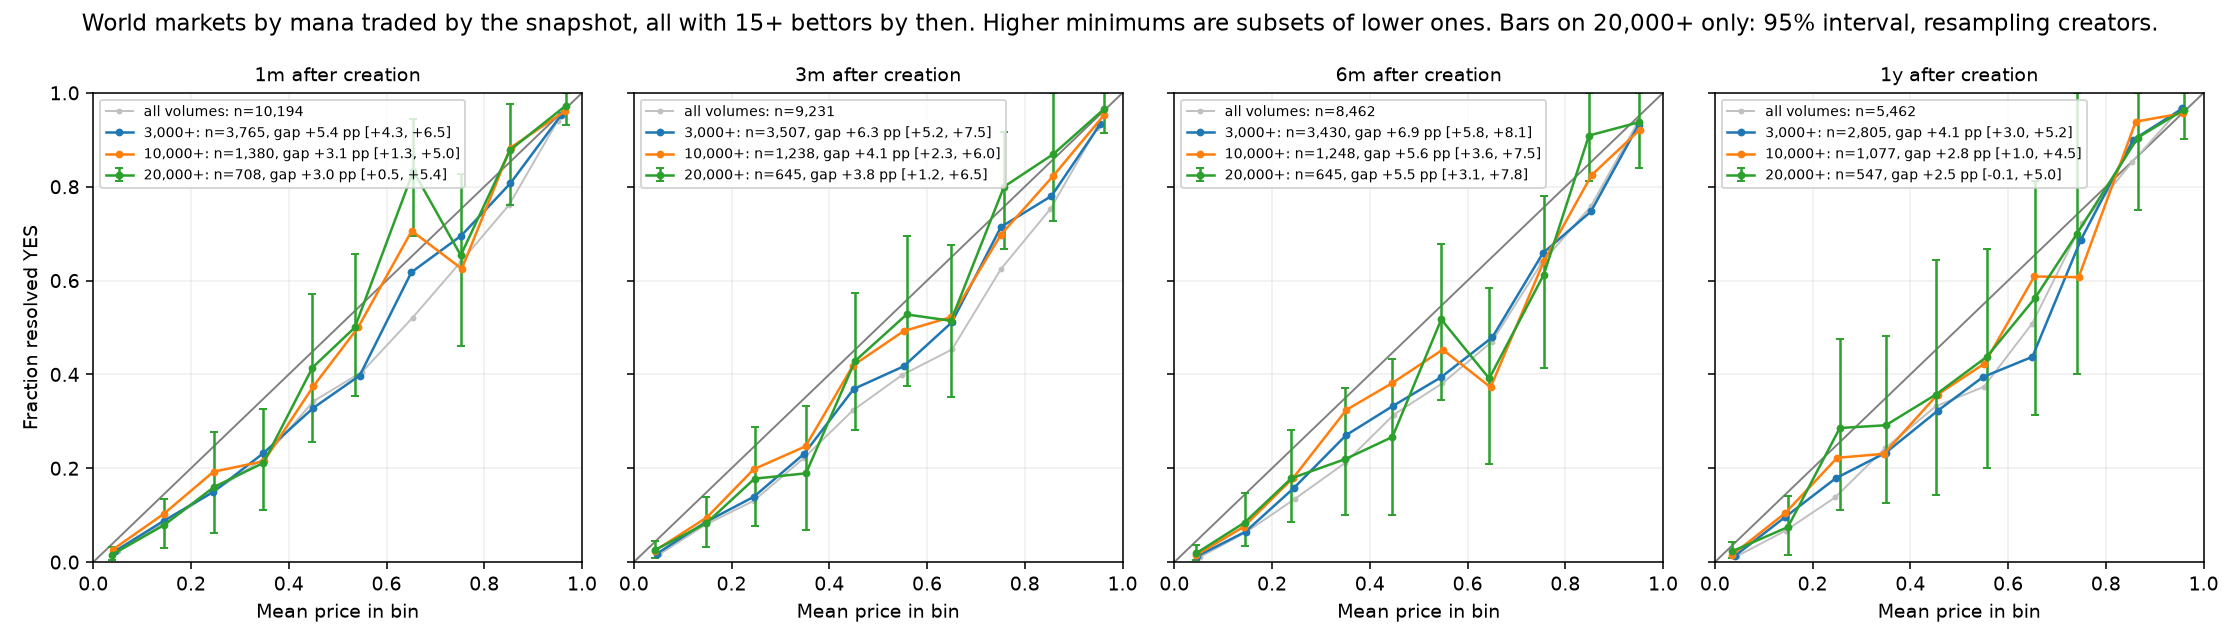 World markets by mana traded by the snapshot, all with 15+ bettors by then. Higher minimums are subsets of lower ones. Bars on 20,000+ only: 95% interval, resampling creators.
1m after creation
all volumes: n=10,194
3,000+: n=3,765, gap +5.4 pp [+4.3, +6.5]
10,000+: n=1,380, gap +3.1 pp [+1.3, +5.0]
20,000+: n=708, gap +3.0 pp [+0.5, +5.4]
1.0
0.8
0.6
0.4
0.2
0.0
Fraction resolved YES
0.0 0.2 0.4 0.6 0.8 1.0
Mean price in bin
3m after creation
all volumes: n=9,231
3,000+: n=3,507, gap +6.3 pp [+5.2, +7.5]
10,000+: n=1,238, gap +4.1 pp [+2.3, +6.0]
20,000+: n=645, gap +3.8 pp [+1.2, +6.5]
0.0 0.2 0.4 0.6 0.8 1.0
Mean price in bin
6m after creation
all volumes: n=8,462
3,000+: n=3,430, gap +6.9 pp [+5.8, +8.1]
10,000+: n=1,248, gap +5.6 pp [+3.6, +7.5]
20,000+: n=645, gap +5.5 pp [+3.1, +7.8]
0.0 0.2 0.4 0.6 0.8 1.0
Mean price in bin
1y after creation
all volumes: n=5,462
3,000+: n=2,805, gap +4.1 pp [+3.0, +5.2]
10,000+: n=1,077, gap +2.8 pp [+1.0, +4.5]
20,000+: n=547, gap +2.5 pp [-0.1, +5.0]
0.0 0.2 0.4 0.6 0.8 1.0
Mean price in bin